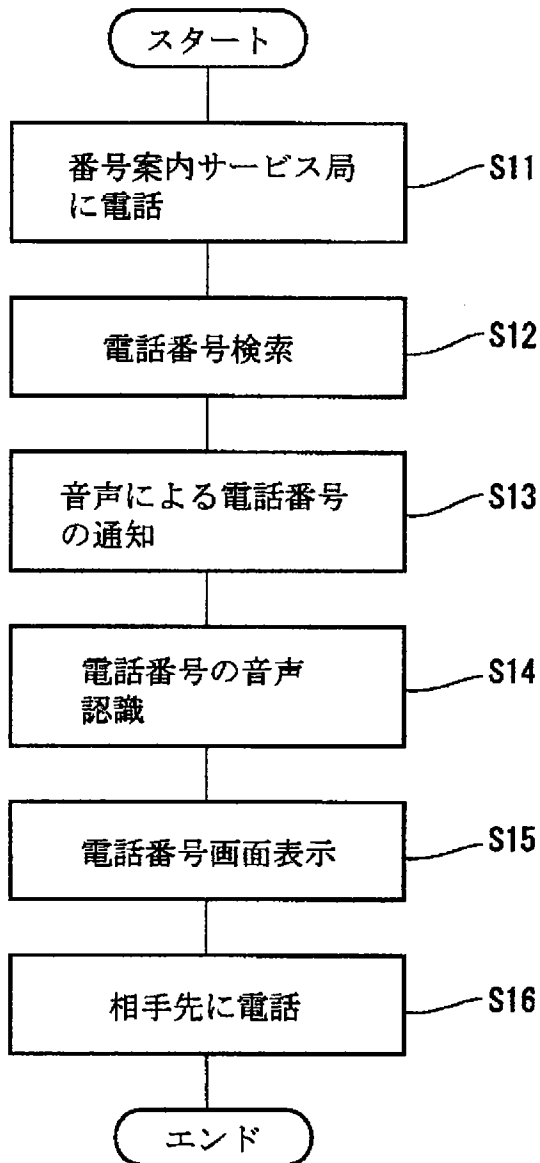 スタート
番号案内サービス局
に電話
S11
電話番号検索
S12
音声による電話番号
の通知
S13
電話番号の音声
認識
S14
電話番号画面表示
S15
相手先に電話
S16
エンド